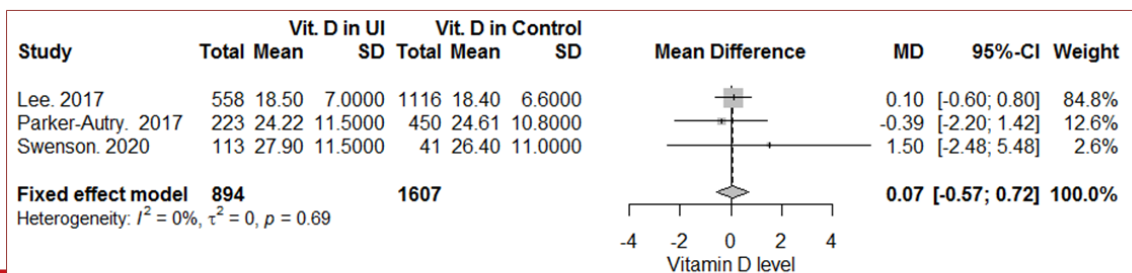 Vit. D in UI Vit. D in Control
Study Total Mean SD Total Mean SD Mean Difference MD 95%-CI Weight
Lee. 2017 558 18.50 7.0000 1116 18.40 6.6000 0.10 [-0.60; 0.80] 84.8%
Parker-Autry. 2017 223 24.22 11.5000 450 24.61 10.8000 -0.39 [-2.20; 1.42] 12.6%
Swenson. 2020 113 27.90 11.5000 41 26.40 11.0000 1.50 [-2.48; 5.48] 2.6%
Fixed effect model 894 1607 0.07 [-0.57; 0.72] 100.0%
Heterogeneity: I² = 0%, τ² = 0, p = 0.69
-4 -2 0 2 4
Vitamin D level